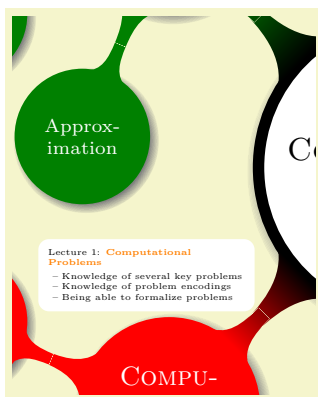 Approx-
imation
Co
Lecture 1: Computational
Problems
– Knowledge of several key problems
– Knowledge of problem encodings
– Being able to formalize problems
COMPU-